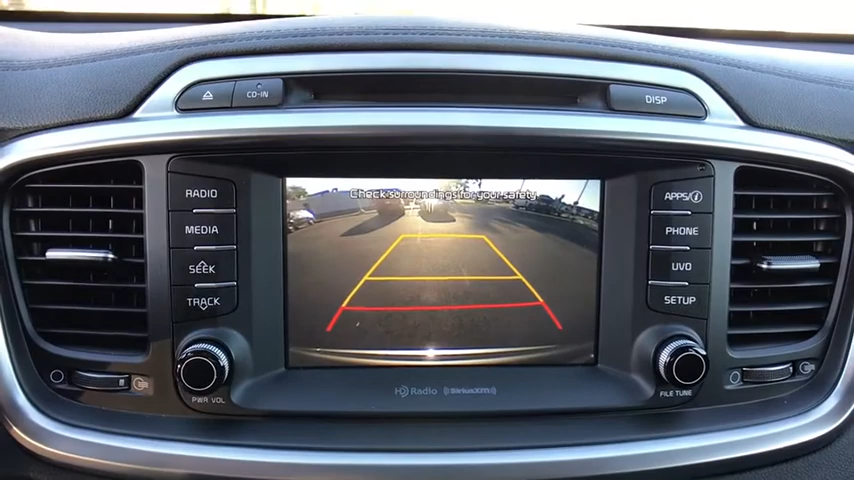 CD-IN
DISP
RADIO
MEDIA
SEEK
TRACK
PWR VOL
Check surroundings for your safety
APPS/i
PHONE
UVO
SETUP
FILE TUNE
HD Radio
SiriusXM